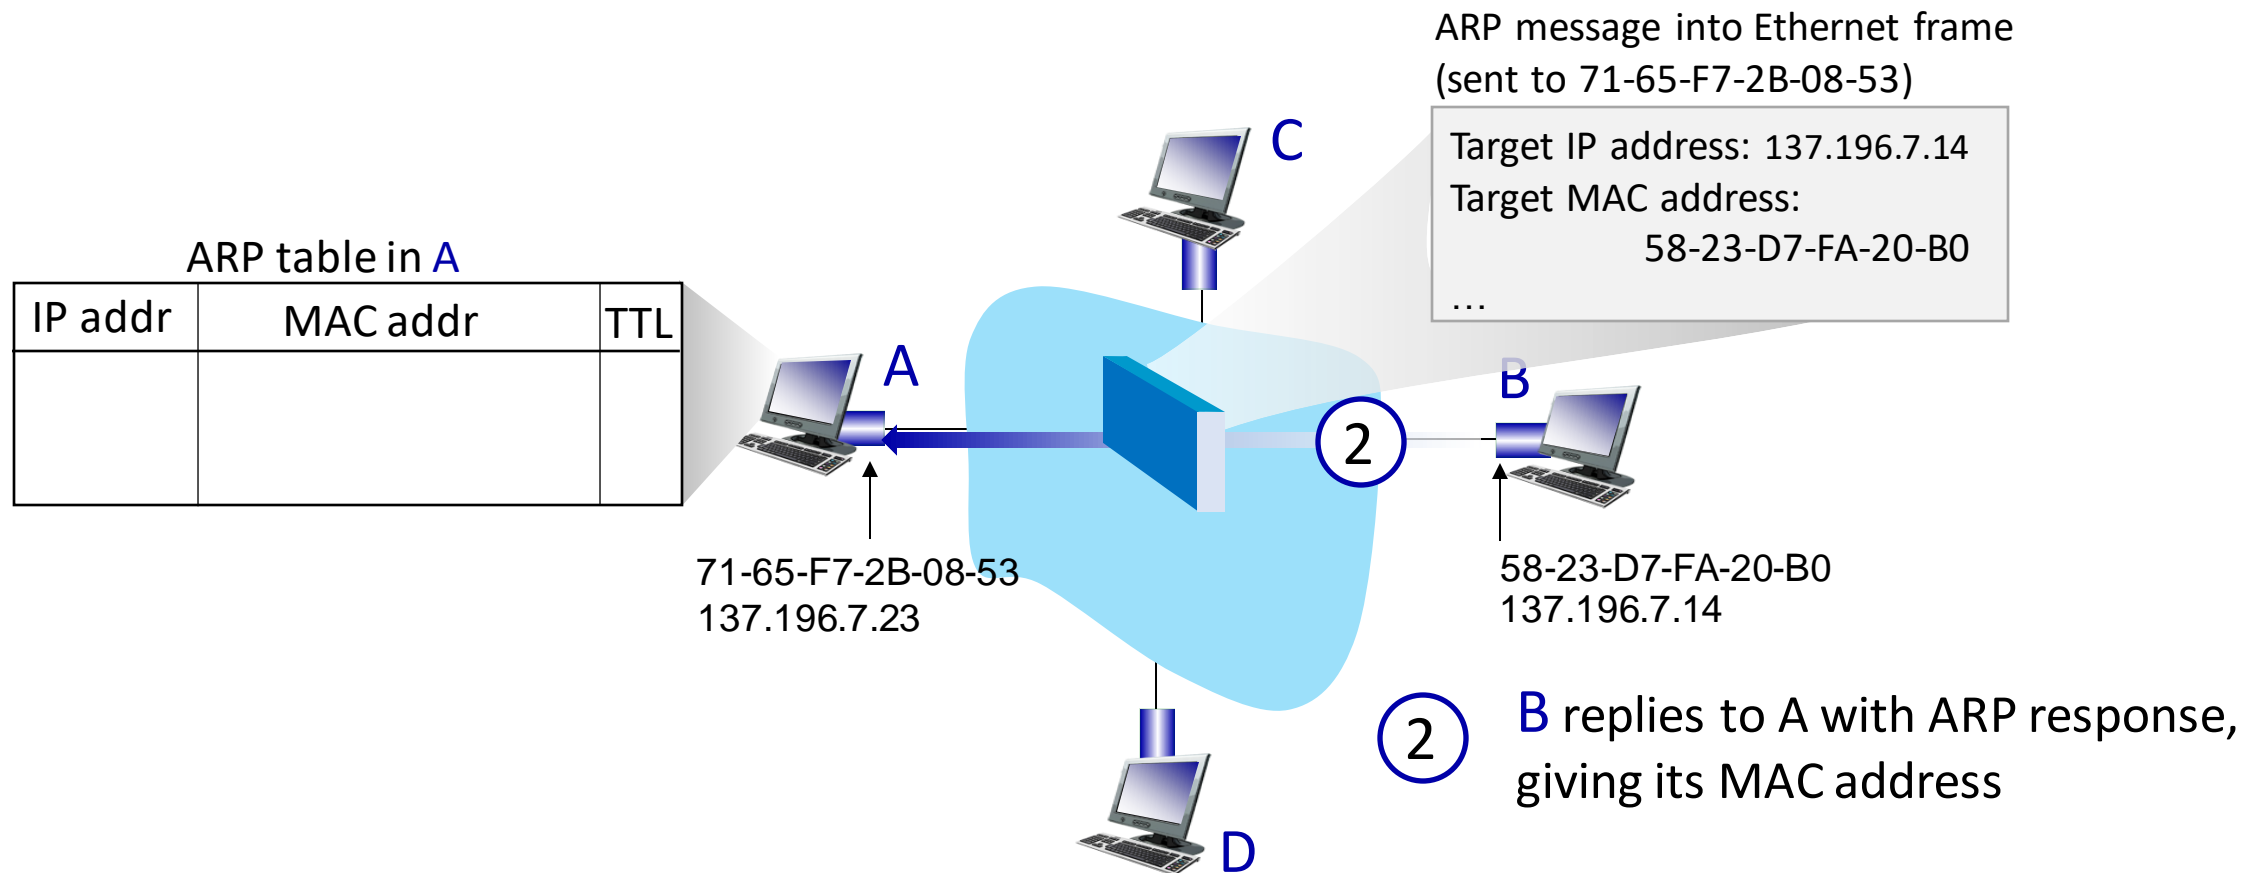 ARP message into Ethernet frame
(sent to 71-65-F7-2B-08-53)
Target IP address: 137.196.7.14
Target MAC address:
58-23-D7-FA-20-B0
…
C
ARP table in A
IP addr MAC addr TTL
A
B
2
71-65-F7-2B-08-53
137.196.7.23
58-23-D7-FA-20-B0
137.196.7.14
2
B replies to A with ARP response,
giving its MAC address
D